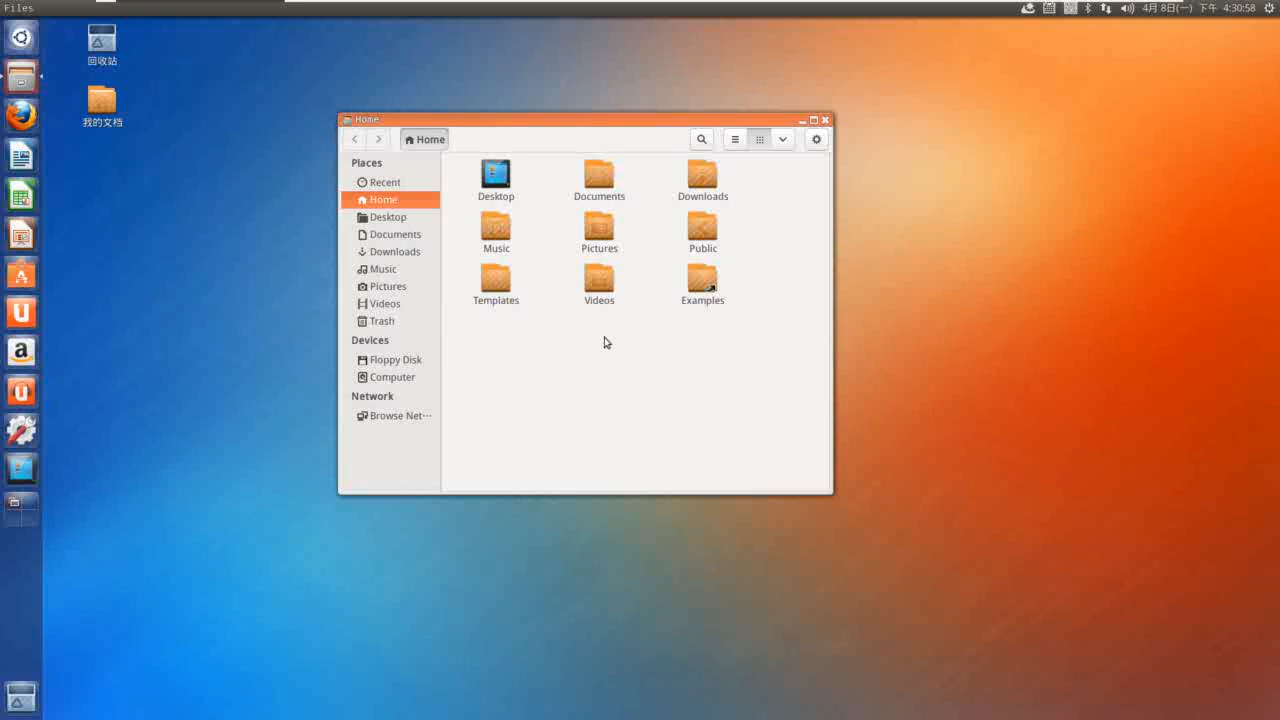 Files
4月 8日(一) 下午 4:30:58
回收站
我的文档
Home
Home
Places
Recent
Home
Desktop
Documents
Downloads
Music
Pictures
Videos
Trash
Devices
Floppy Disk
Computer
Network
Browse Net···
Desktop
Documents
Downloads
Music
Pictures
Public
Templates
Videos
Examples